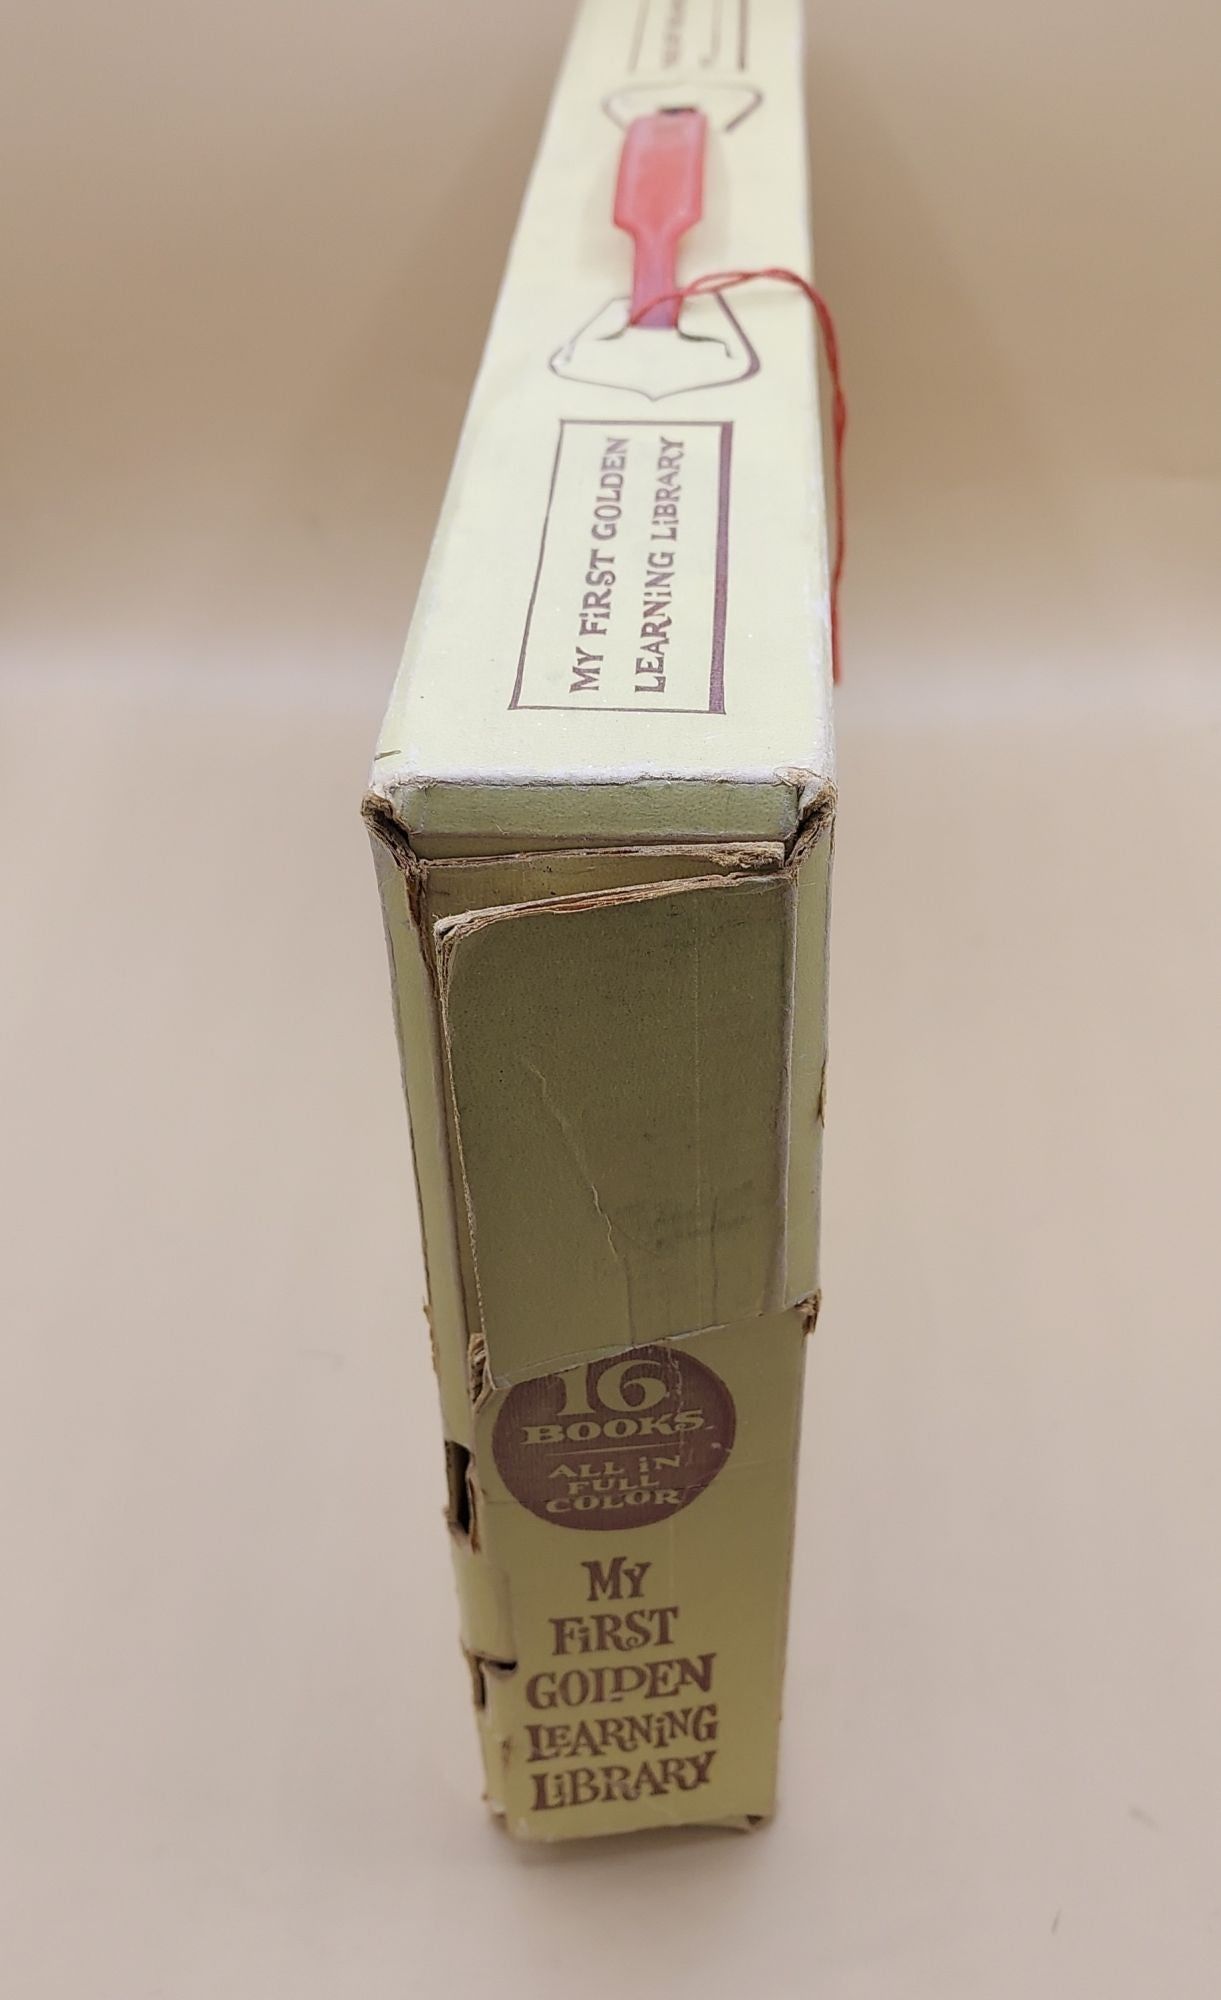 MY FiRST GOLDEN
LEARNiNG LiBRARY
16
BOOKS
ALL iN
FULL
COLOR
MY
FiRST
GOLDEN
LEARNiNG
LiBRARY